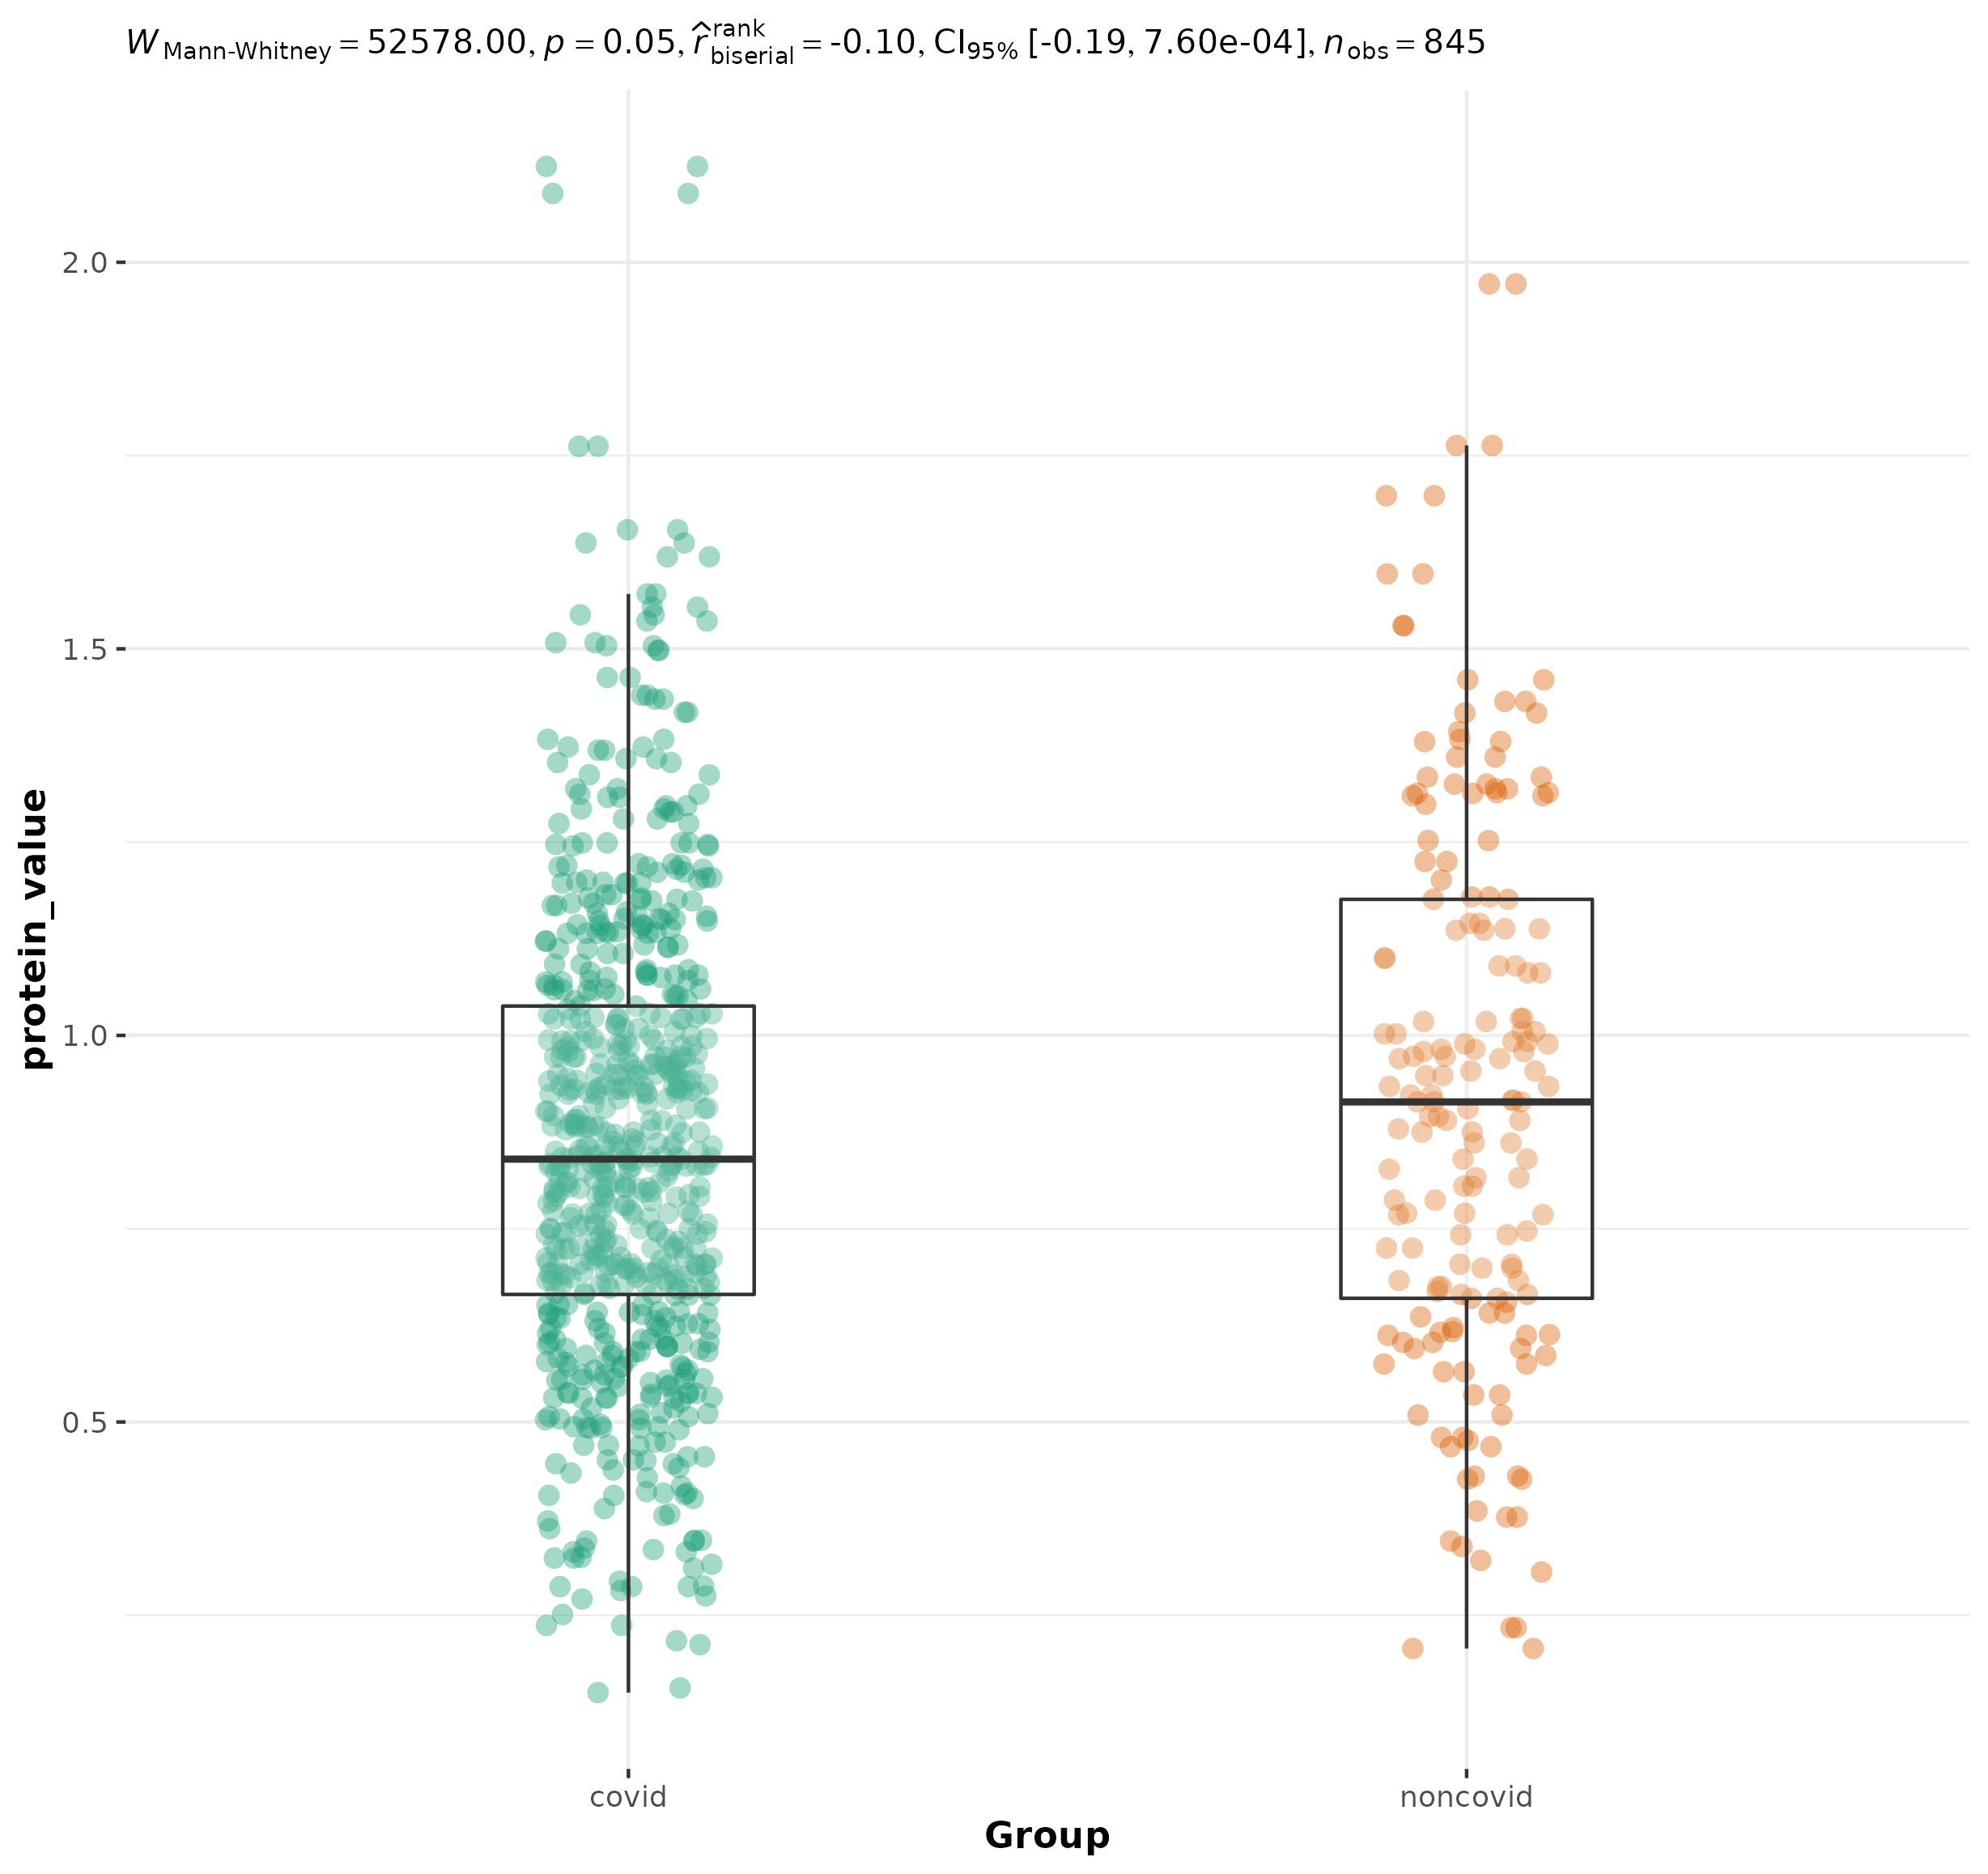 W Mann-Whitney = 52578.00, p = 0.05, r̂ rank biserial = -0.10, CI95% [-0.19, 7.60e-04], nobs = 845
2.0
1.5
1.0
0.5
protein_value
covid noncovid
Group